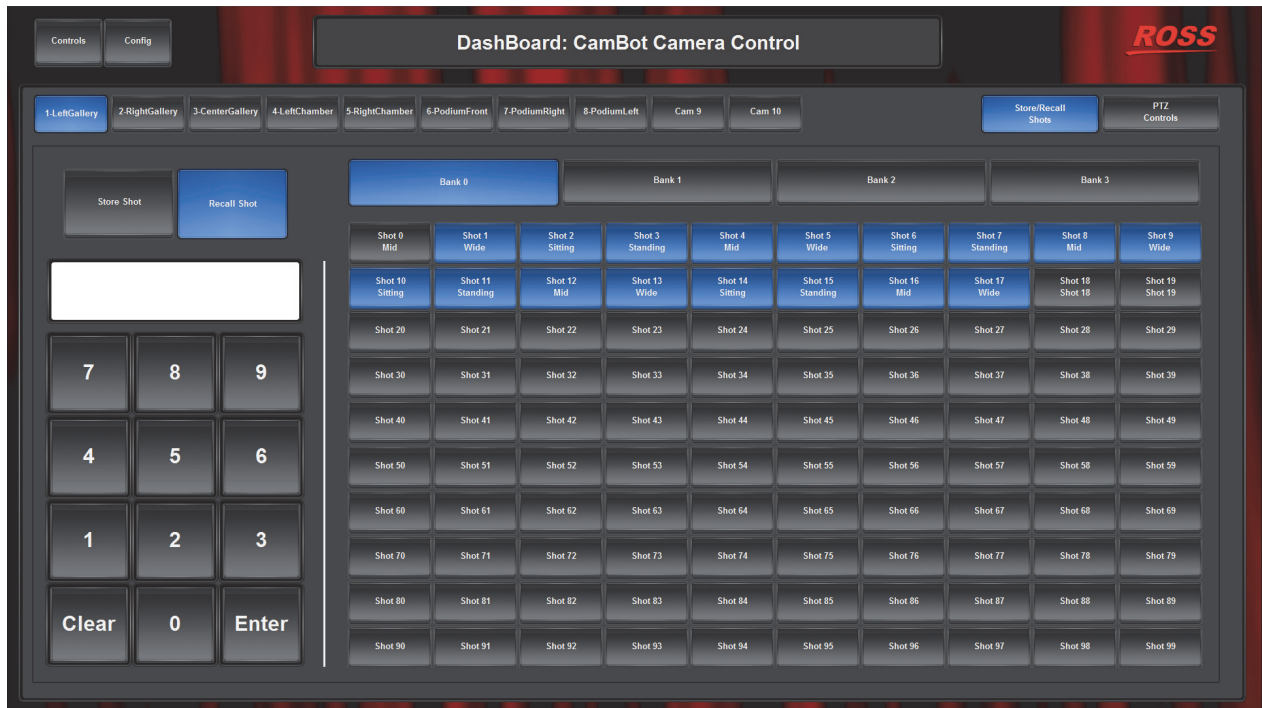 Controls Config DashBoard: CamBot Camera Control ROSS
1-LeftGallery 2-RightGallery 3-CenterGallery 4-LeftChamber 5-RightChamber 6-PodiumFront 7-PodiumRight 8-PodiumLeft Cam 9 Cam 10
Store/Recall
Shots
PTZ
Controls
Store Shot Recall Shot
7 8 9
4 5 6
1 2 3
Clear 0 Enter
Bank 0 Bank 1 Bank 2 Bank 3
Shot 0 Shot 1 Shot 2 Shot 3 Shot 4 Shot 5 Shot 6 Shot 7 Shot 8 Shot 9
Mid Wide Sitting Standing Mid Wide Sitting Standing Mid Wide
Shot 10 Shot 11 Shot 12 Shot 13 Shot 14 Shot 15 Shot 16 Shot 17 Shot 18 Shot 19
Sitting Standing Mid Wide Sitting Standing Mid Wide Shot 18 Shot 19
Shot 20 Shot 21 Shot 22 Shot 23 Shot 24 Shot 25 Shot 26 Shot 27 Shot 28 Shot 29
Shot 30 Shot 31 Shot 32 Shot 33 Shot 34 Shot 35 Shot 36 Shot 37 Shot 38 Shot 39
Shot 40 Shot 41 Shot 42 Shot 43 Shot 44 Shot 45 Shot 46 Shot 47 Shot 48 Shot 49
Shot 50 Shot 51 Shot 52 Shot 53 Shot 54 Shot 55 Shot 56 Shot 57 Shot 58 Shot 59
Shot 60 Shot 61 Shot 62 Shot 63 Shot 64 Shot 65 Shot 66 Shot 67 Shot 68 Shot 69
Shot 70 Shot 71 Shot 72 Shot 73 Shot 74 Shot 75 Shot 76 Shot 77 Shot 78 Shot 79
Shot 80 Shot 81 Shot 82 Shot 83 Shot 84 Shot 85 Shot 86 Shot 87 Shot 88 Shot 89
Shot 90 Shot 91 Shot 92 Shot 93 Shot 94 Shot 95 Shot 96 Shot 97 Shot 98 Shot 99